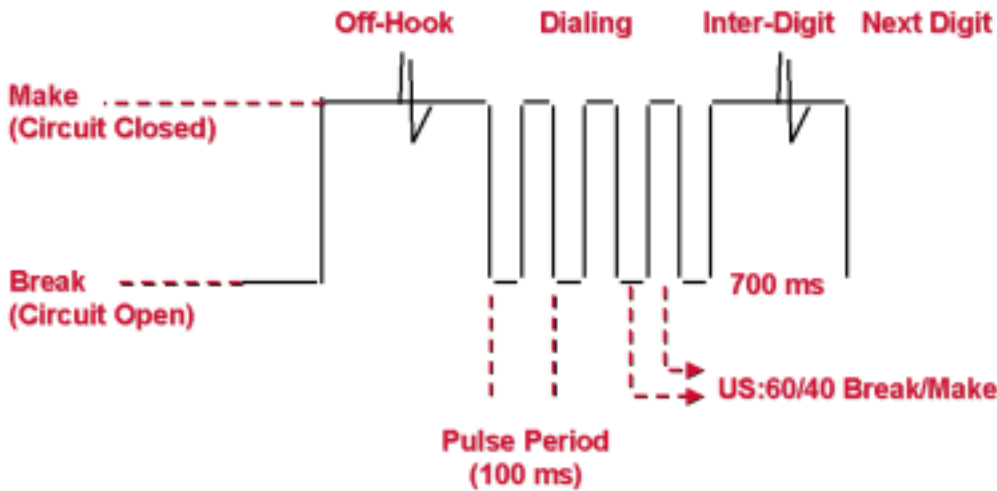 Off-Hook Dialing Inter-Digit Next Digit
Make
(Circuit Closed)
Break
(Circuit Open)
700 ms
US:60/40 Break/Make
Pulse Period
(100 ms)